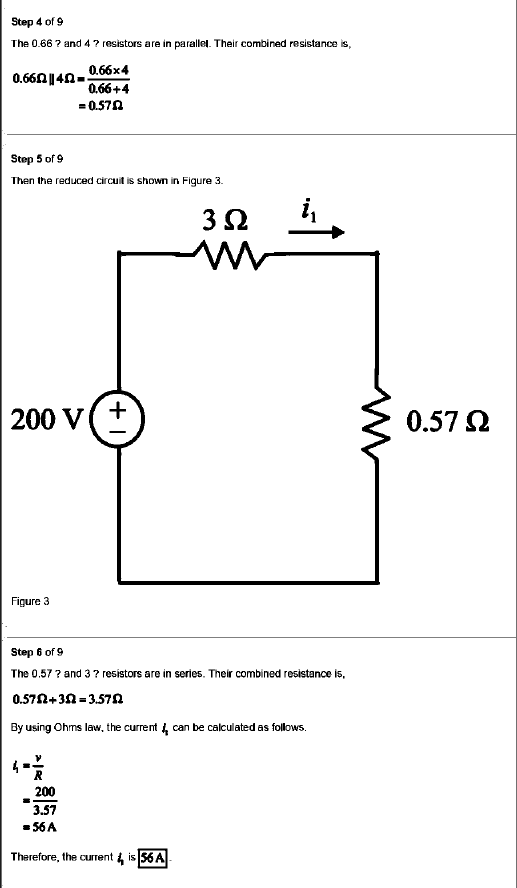 Step 4 of 9
The 0.66 ? and 4 ? resistors are in parallel. Their combined resistance is,
0.66Ω||4Ω = 0.66×4 / 0.66+4
= 0.57Ω
Step 5 of 9
Then the reduced circuit is shown in Figure 3.
3 Ω
i₁
200 V
+
−
0.57 Ω
Figure 3
Step 6 of 9
The 0.57 ? and 3 ? resistors are in series. Their combined resistance is,
0.57Ω+3Ω = 3.57Ω
By using Ohms law, the current i₁ can be calculated as follows.
i₁ = v / R
= 200 / 3.57
= 56 A
Therefore, the current i₁ is 56 A.